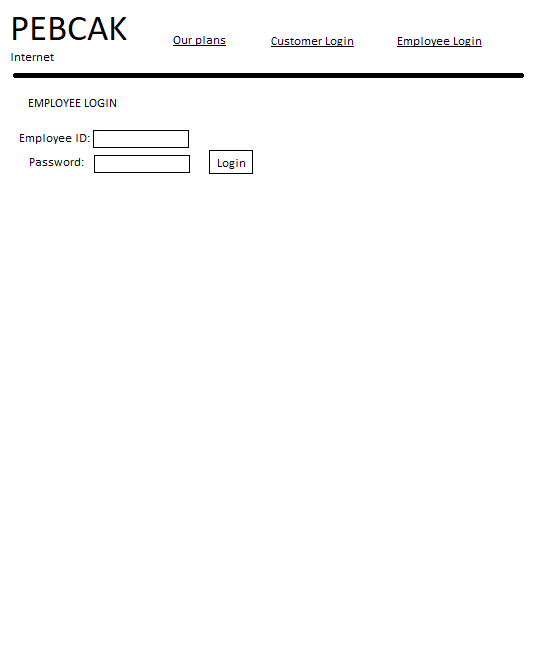 PEBCAK
Internet
Our plans Customer Login Employee Login
EMPLOYEE LOGIN
Employee ID:
Password: Login